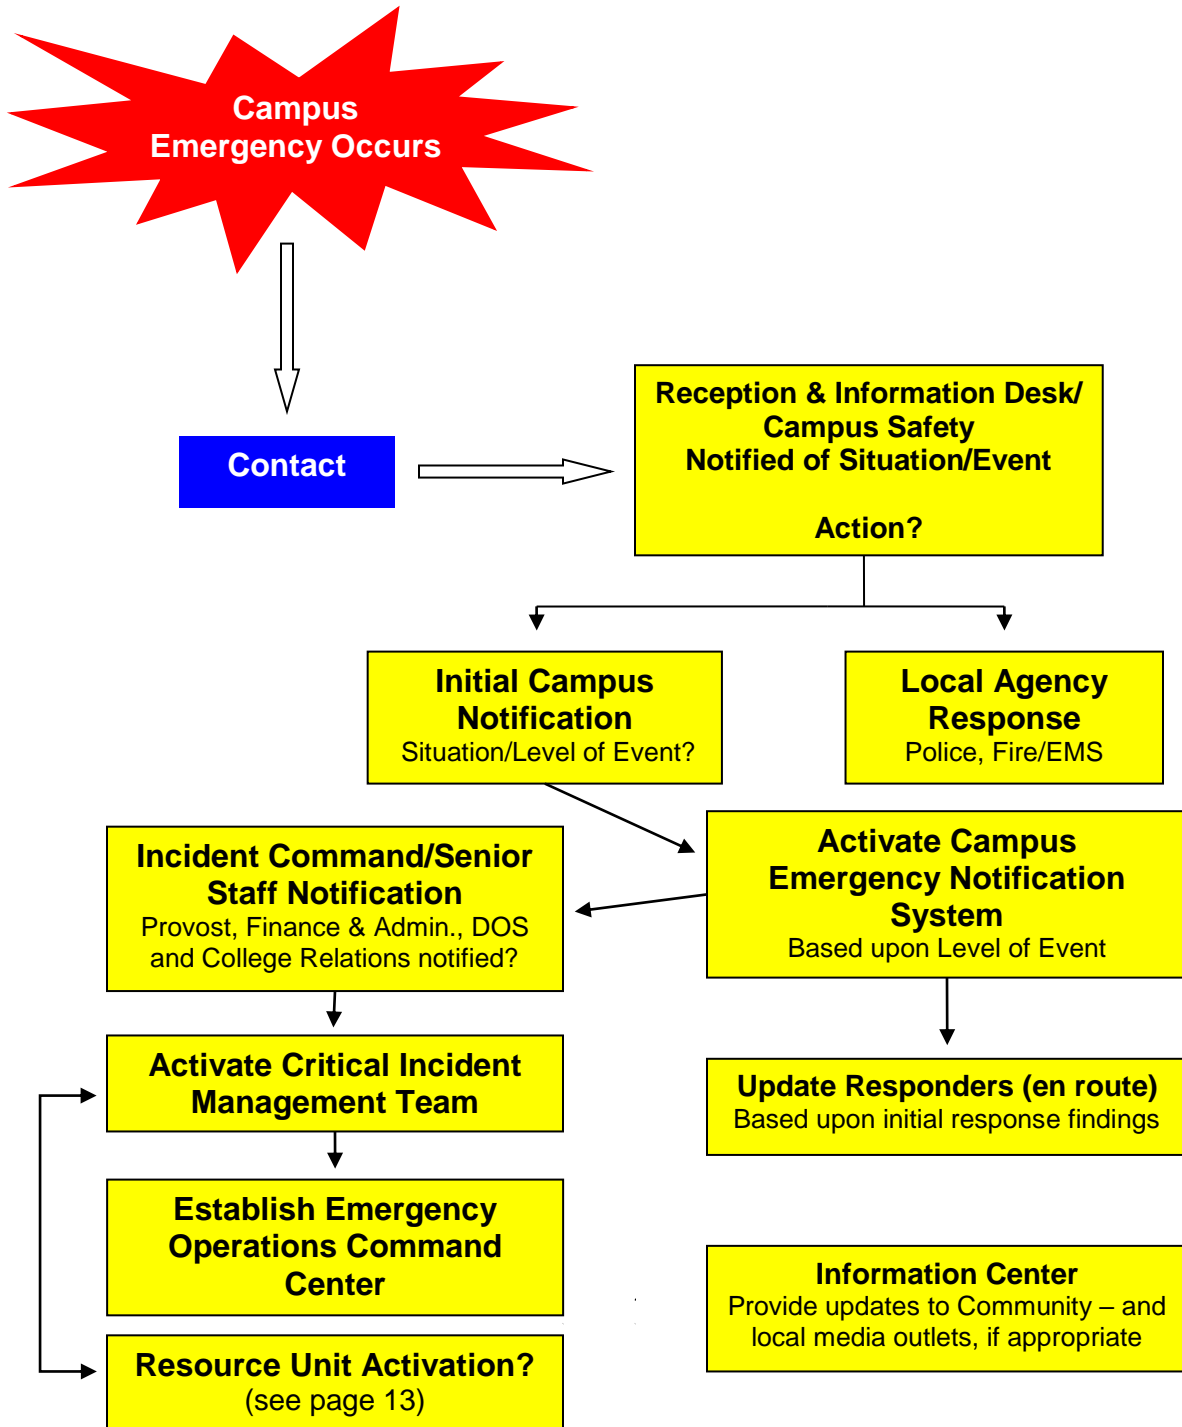 Campus
Emergency Occurs
Contact
Reception & Information Desk/
Campus Safety
Notified of Situation/Event
Action?
Initial Campus
Notification
Situation/Level of Event?
Local Agency
Response
Police, Fire/EMS
Activate Campus
Emergency Notification
System
Based upon Level of Event
Incident Command/Senior
Staff Notification
Provost, Finance & Admin., DOS
and College Relations notified?
Activate Critical Incident
Management Team
Update Responders (en route)
Based upon initial response findings
Establish Emergency
Operations Command
Center
Information Center
Provide updates to Community – and
local media outlets, if appropriate
Resource Unit Activation?
(see page 13)